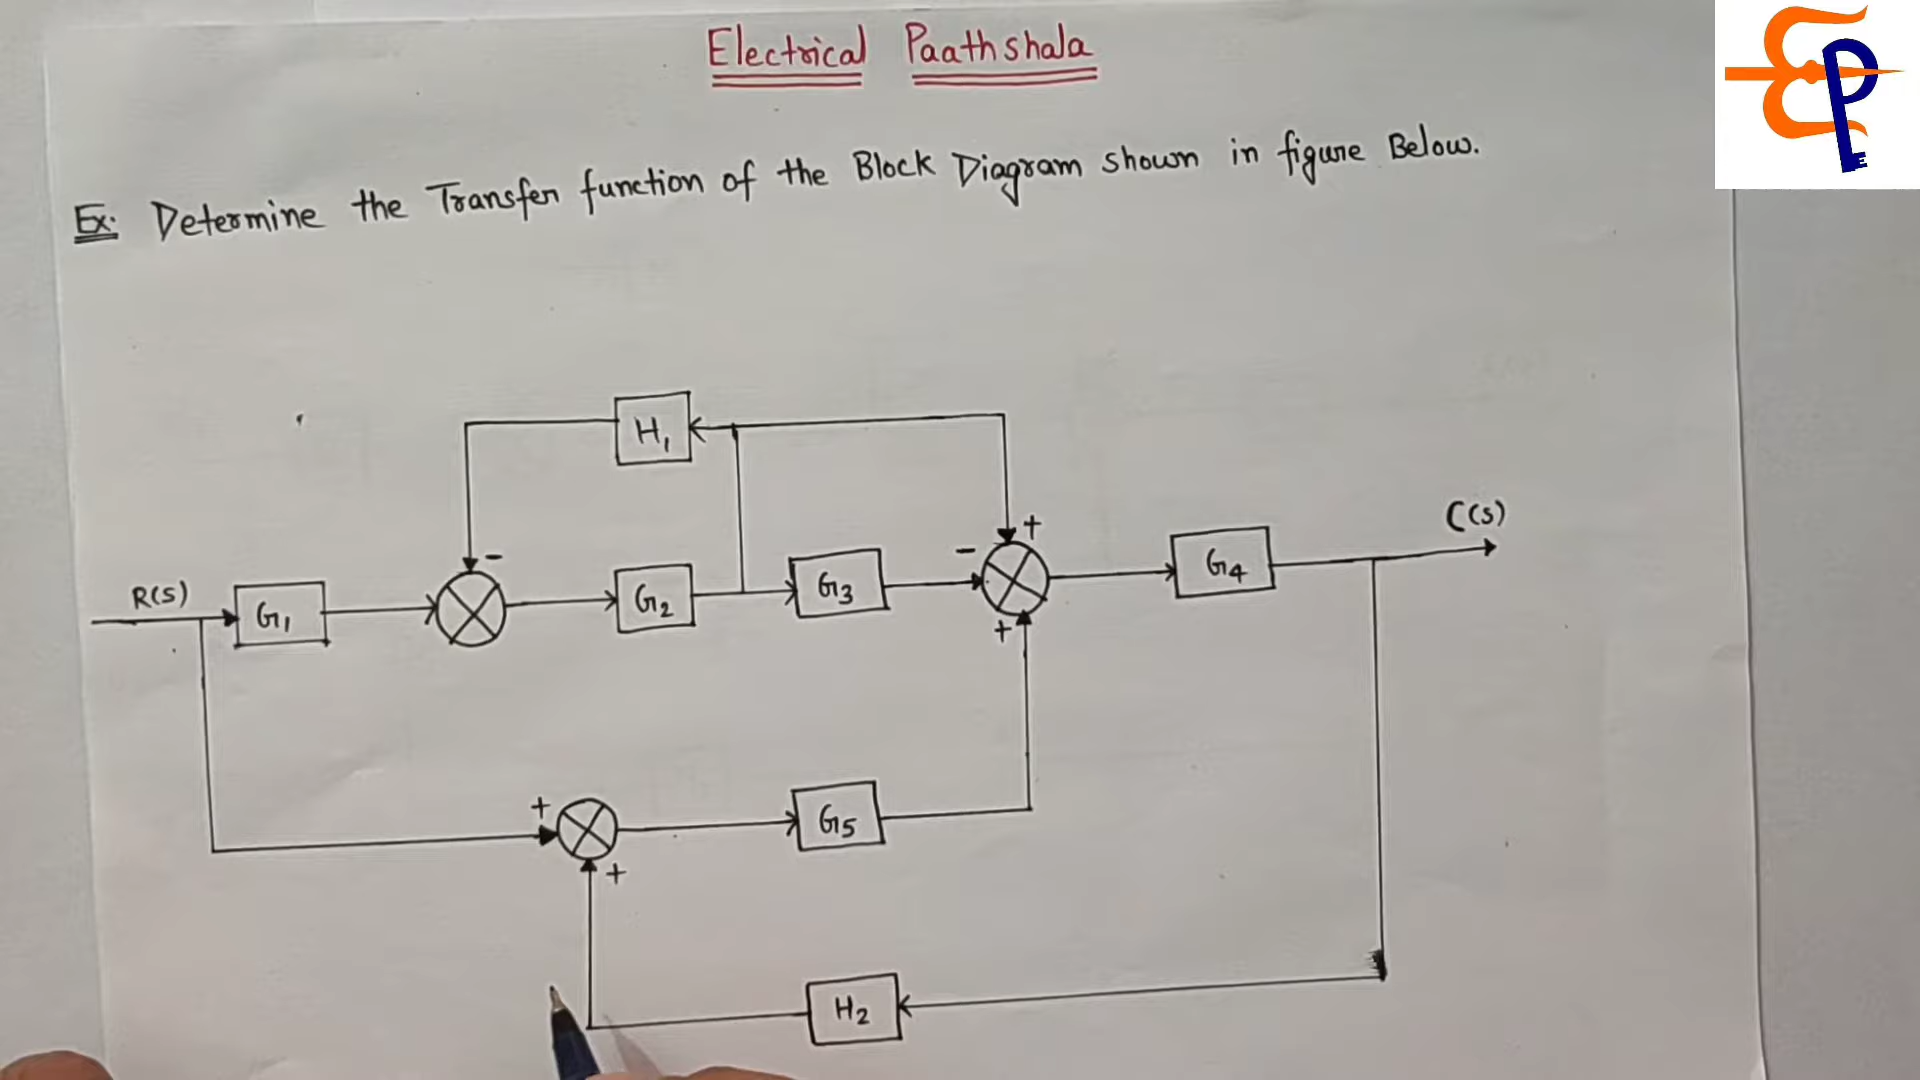 Electrical Paathshala
EP
Ex. Determine the Transfer function of the Block Diagram shown in figure Below.
H1
C(s)
+
-
-
+
R(S)
G1
G2
G3
G4
+
+
G5
+
H2